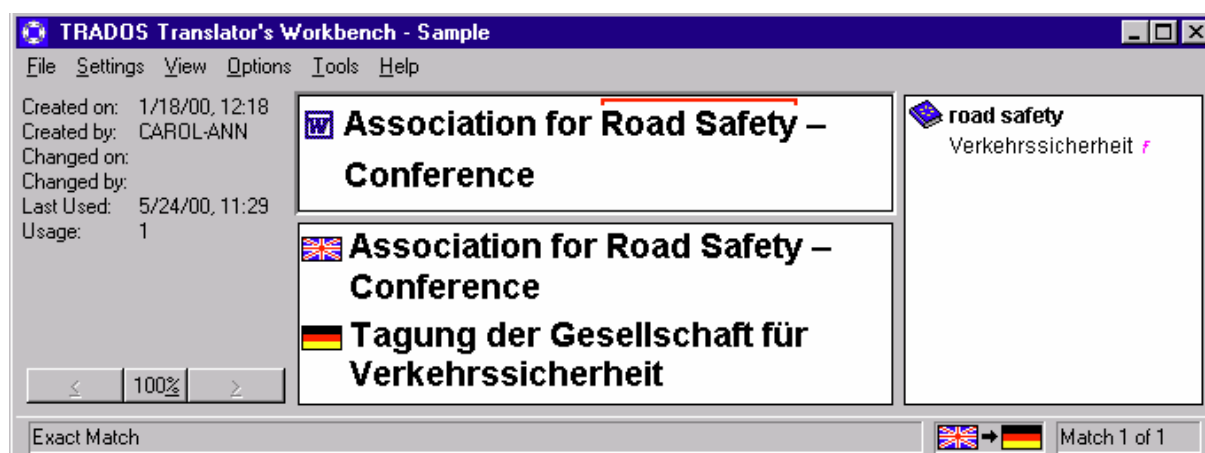 TRADOS Translator's Workbench - Sample
File Settings View Options Tools Help
Created on: 1/18/00, 12:18
Created by: CAROL-ANN
Changed on:
Changed by:
Last Used: 5/24/00, 11:29
Usage: 1
< 100% >
Association for Road Safety –
Conference
Association for Road Safety –
Conference
Tagung der Gesellschaft für
Verkehrssicherheit
road safety
Verkehrssicherheit f
Exact Match
Match 1 of 1